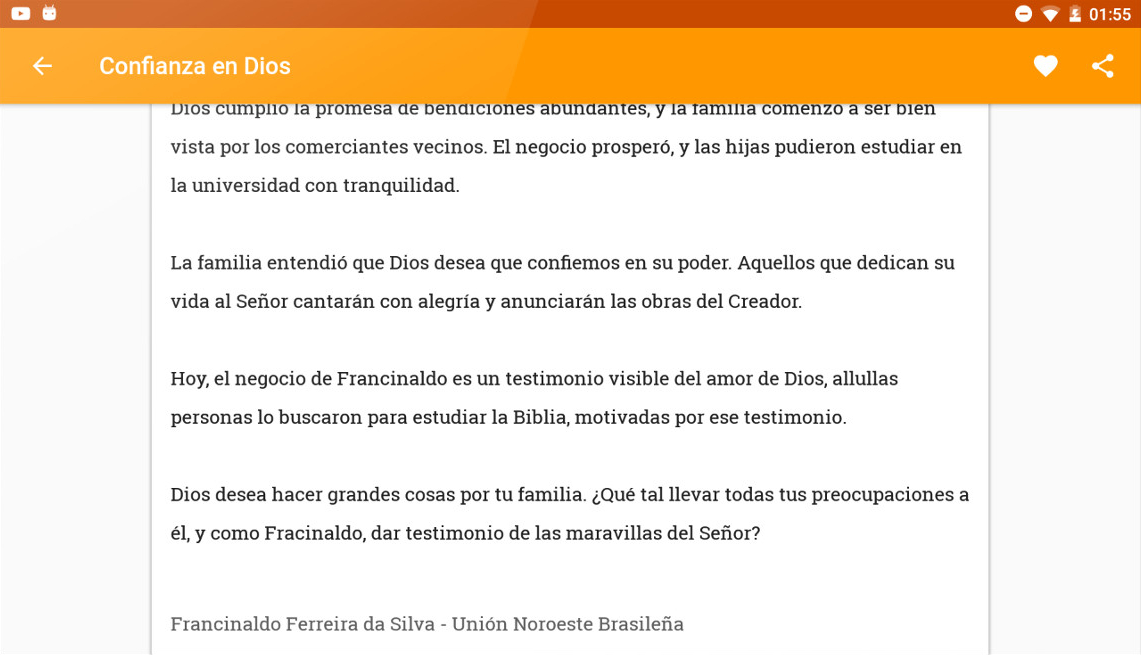 01:55
Confianza en Dios
Dios cumplió la promesa de bendiciones abundantes, y la familia comenzó a ser bien
vista por los comerciantes vecinos. El negocio prosperó, y las hijas pudieron estudiar en
la universidad con tranquilidad.
La familia entendió que Dios desea que confiemos en su poder. Aquellos que dedican su
vida al Señor cantarán con alegría y anunciarán las obras del Creador.
Hoy, el negocio de Francinaldo es un testimonio visible del amor de Dios, allullas
personas lo buscaron para estudiar la Biblia, motivadas por ese testimonio.
Dios desea hacer grandes cosas por tu familia. ¿Qué tal llevar todas tus preocupaciones a
él, y como Fracinaldo, dar testimonio de las maravillas del Señor?
Francinaldo Ferreira da Silva - Unión Noroeste Brasileña